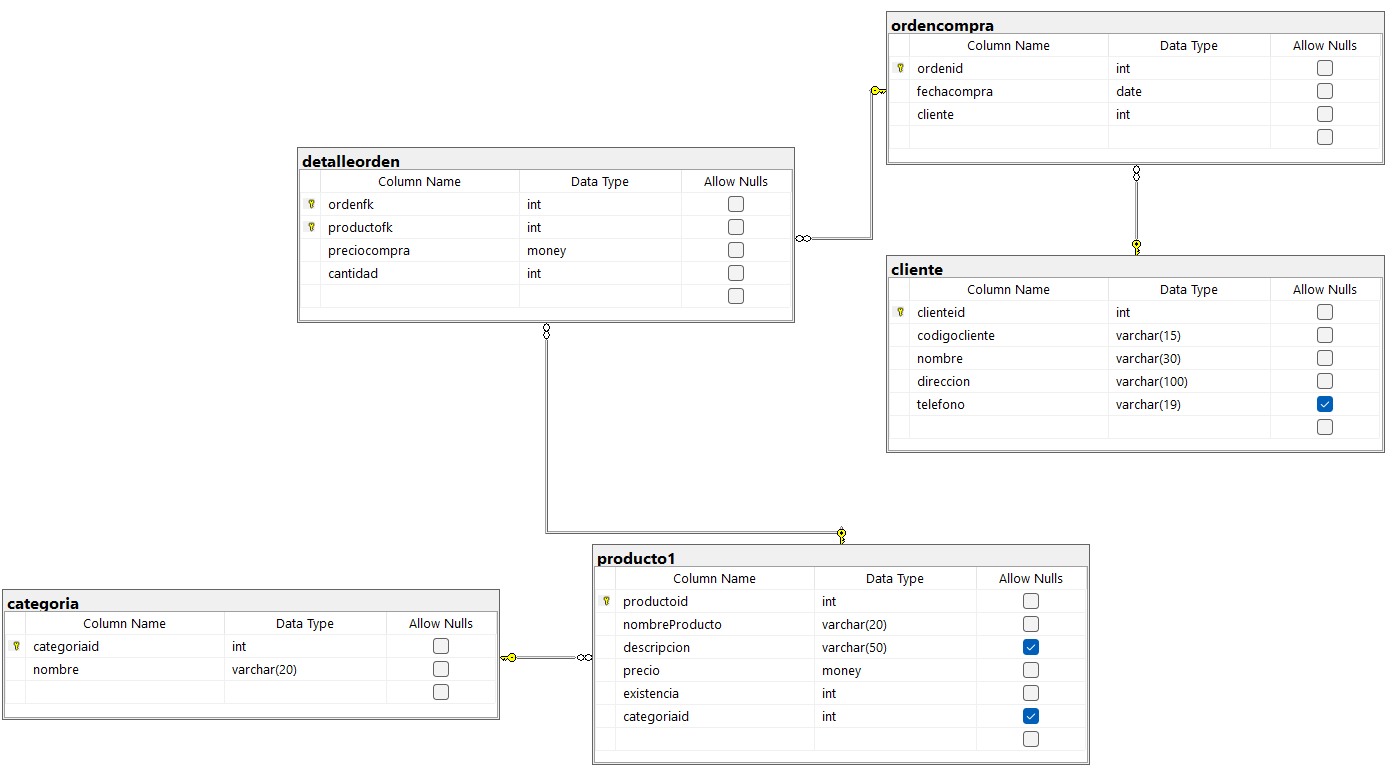 ordencompra
Column Name Data Type Allow Nulls
ordenid int
fechacompra date
cliente int
detalleorden
Column Name Data Type Allow Nulls
ordenfk int
productofk int
preciocompra money
cantidad int
cliente
Column Name Data Type Allow Nulls
clienteid int
codigocliente varchar(15)
nombre varchar(30)
direccion varchar(100)
telefono varchar(19)
producto1
Column Name Data Type Allow Nulls
productoid int
nombreProducto varchar(20)
descripcion varchar(50)
precio money
existencia int
categoriaid int
categoria
Column Name Data Type Allow Nulls
categoriaid int
nombre varchar(20)